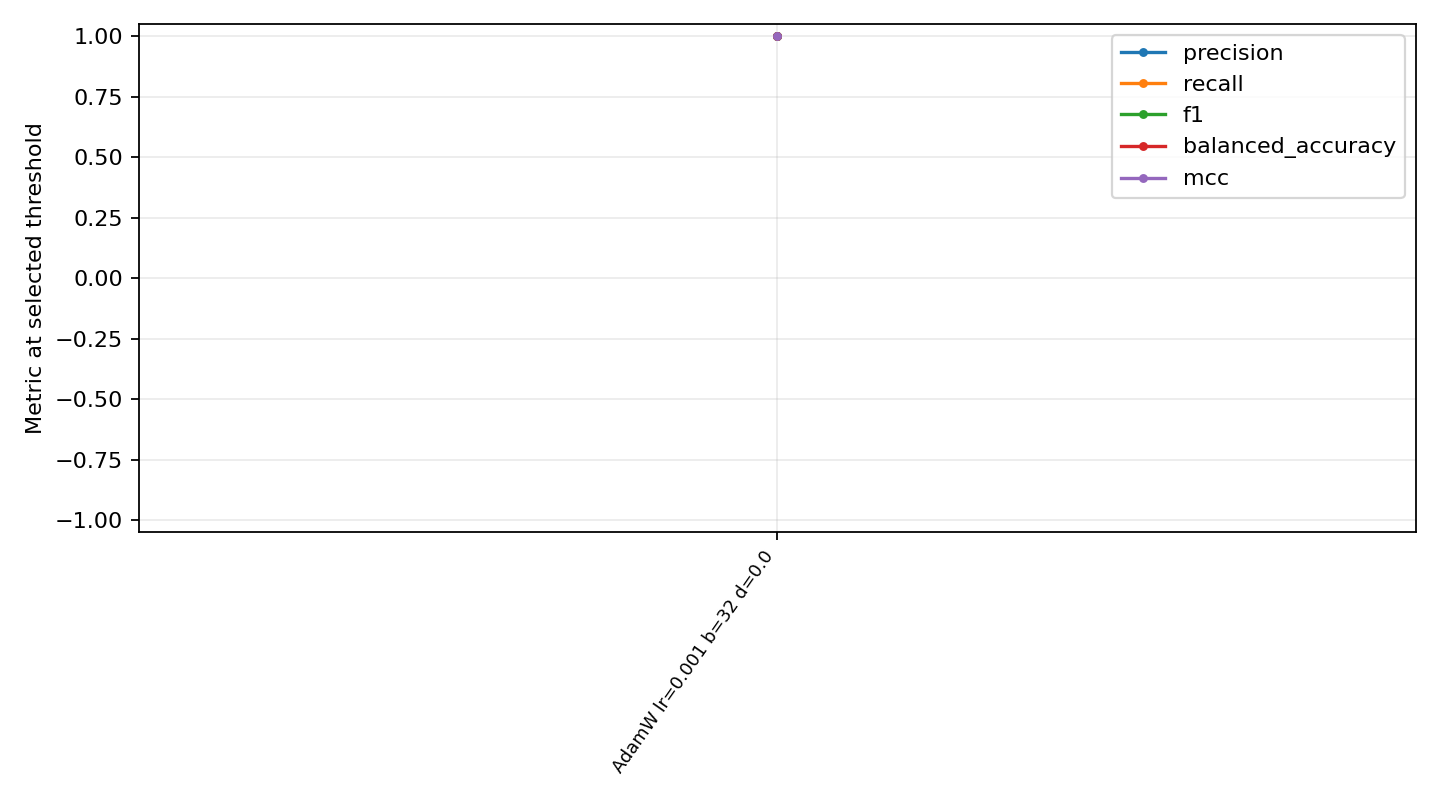 Metric at selected threshold
1.00
0.75
0.50
0.25
0.00
−0.25
−0.50
−0.75
−1.00
precision
recall
f1
balanced_accuracy
mcc
AdamW lr=0.001 b=32 d=0.0